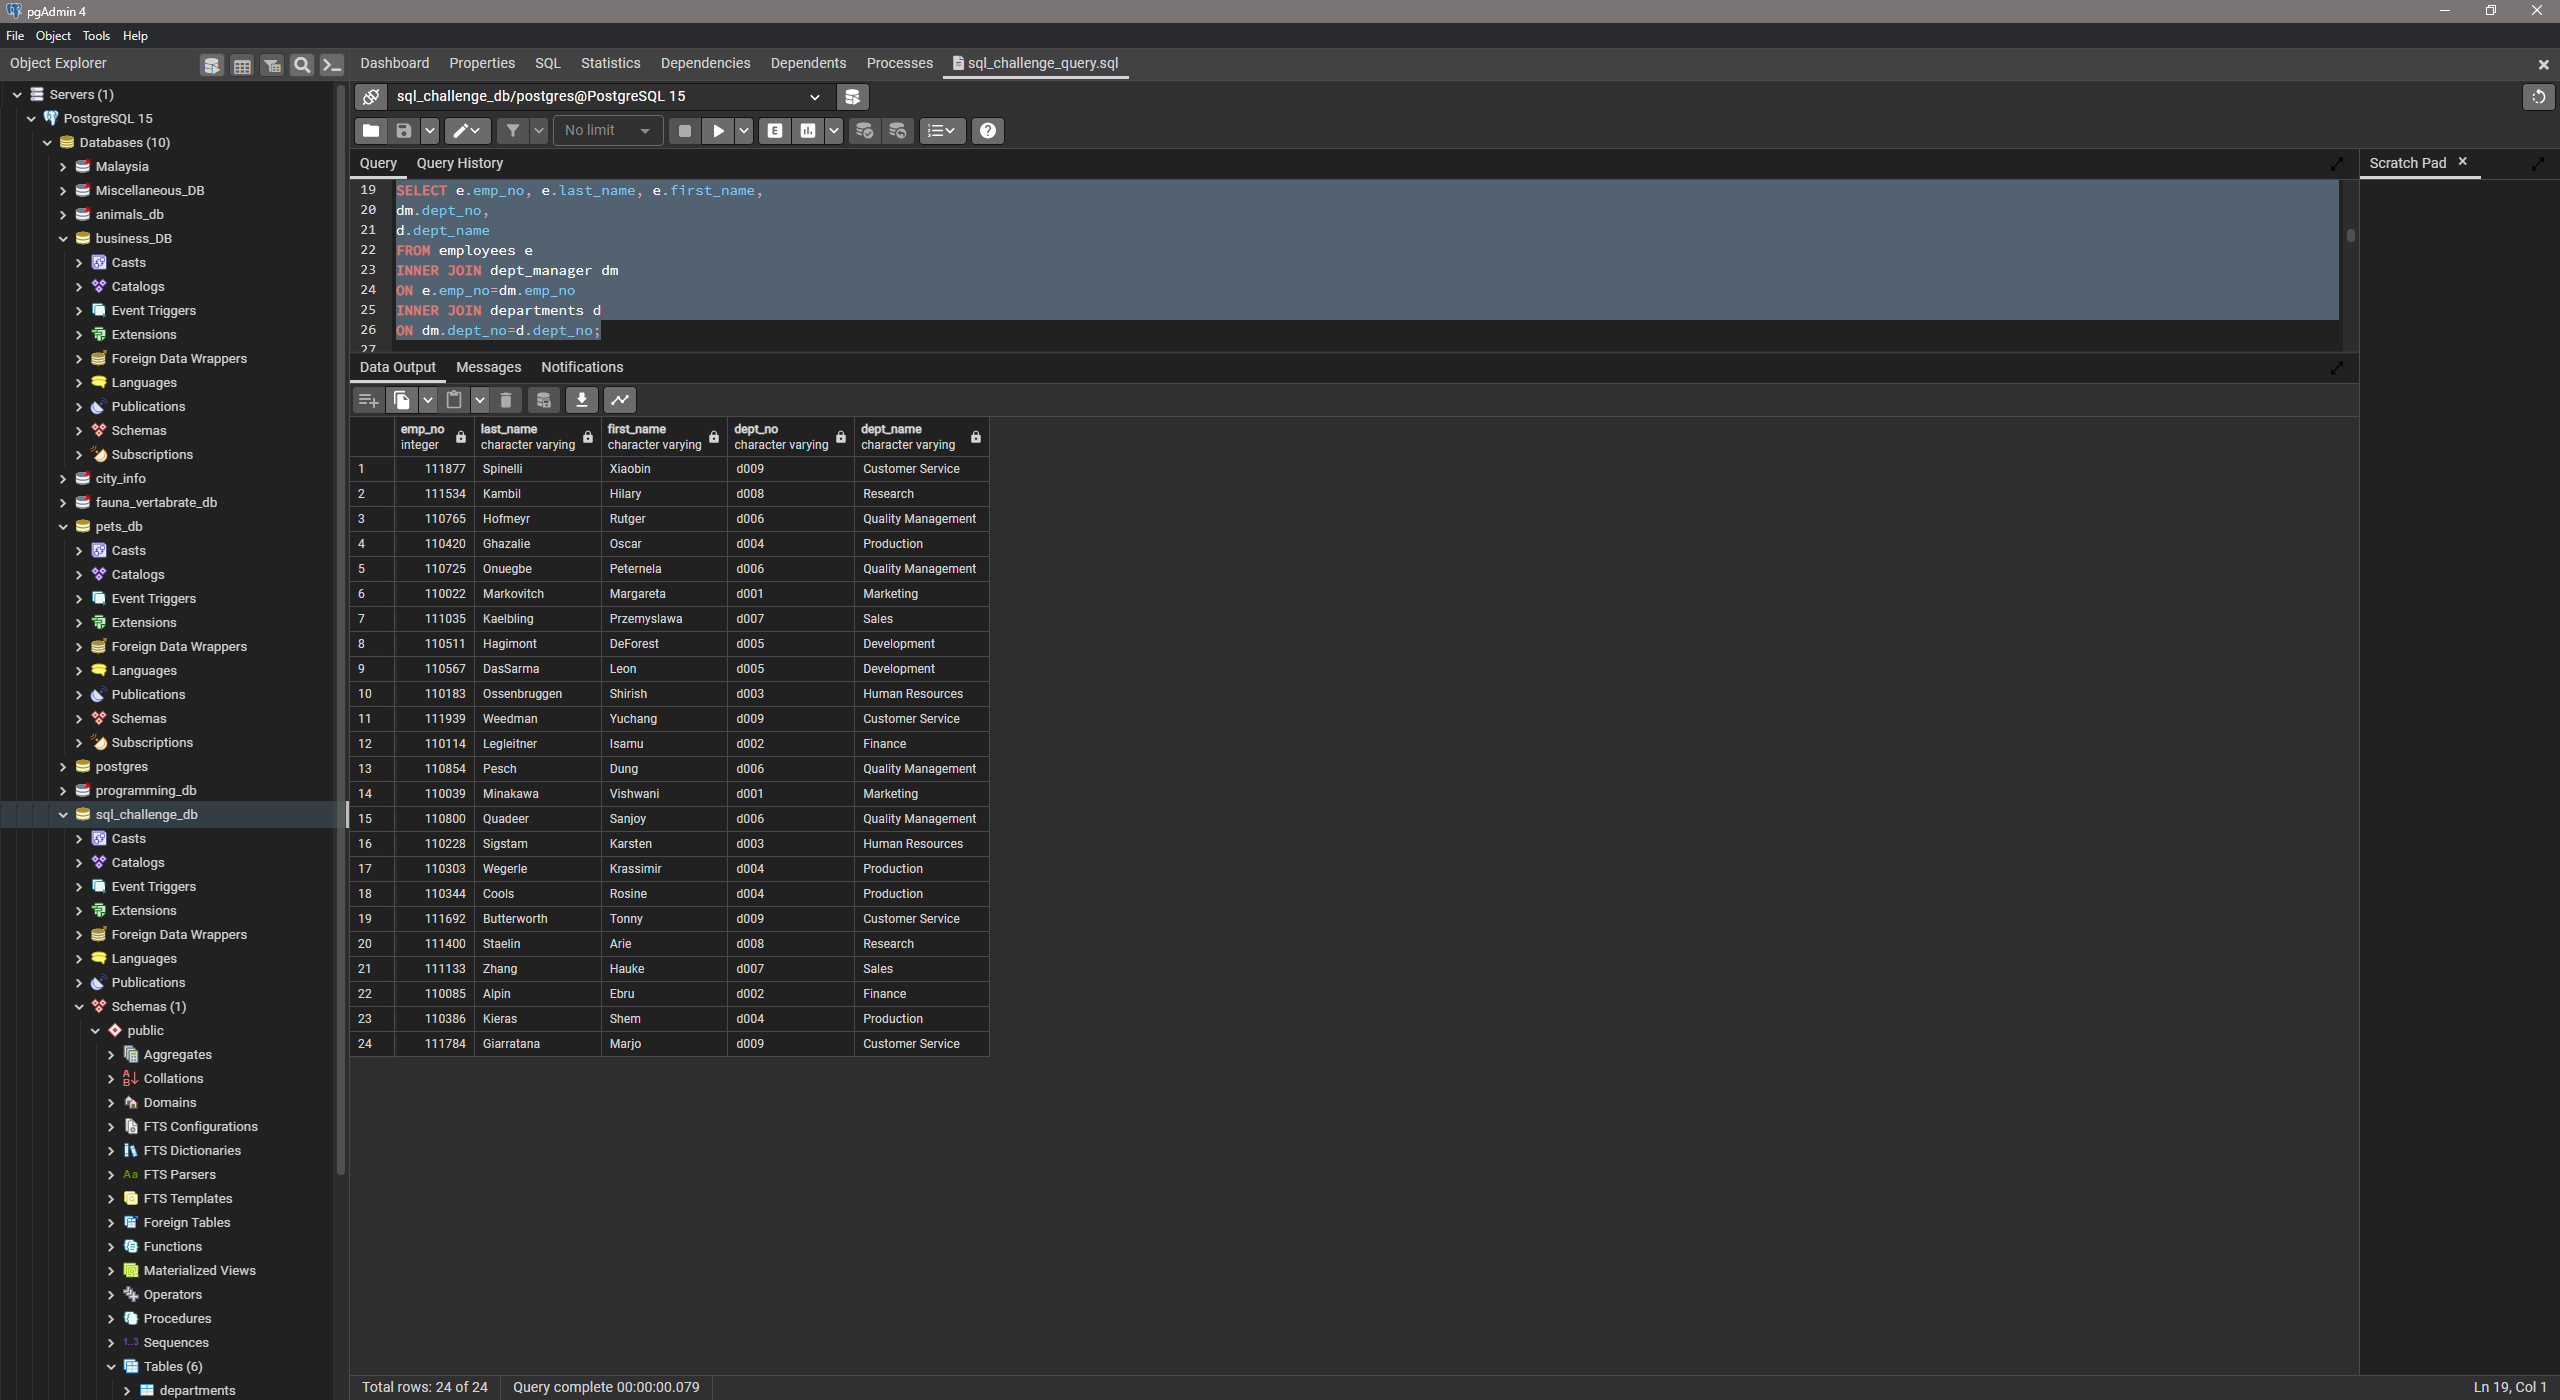 pgAdmin 4
File Object Tools Help
Object Explorer
Dashboard Properties SQL Statistics Dependencies Dependents Processes sql_challenge_query.sql
Servers (1)
PostgreSQL 15
Databases (10)
Malaysia
Miscellaneous_DB
animals_db
business_DB
Casts
Catalogs
Event Triggers
Extensions
Foreign Data Wrappers
Languages
Publications
Schemas
Subscriptions
city_info
fauna_vertabrate_db
pets_db
Casts
Catalogs
Event Triggers
Extensions
Foreign Data Wrappers
Languages
Publications
Schemas
Subscriptions
postgres
programming_db
sql_challenge_db
Casts
Catalogs
Event Triggers
Extensions
Foreign Data Wrappers
Languages
Publications
Schemas (1)
public
Aggregates
Collations
Domains
FTS Configurations
FTS Dictionaries
Aa FTS Parsers
FTS Templates
Foreign Tables
Functions
Materialized Views
Operators
Procedures
1..3 Sequences
Tables (6)
departments
sql_challenge_db/postgres@PostgreSQL 15
No limit E
Query Query History
Scratch Pad
19 SELECT e.emp_no, e.last_name, e.first_name,
20 dm.dept_no,
21 d.dept_name
22 FROM employees e
23 INNER JOIN dept_manager dm
24 ON e.emp_no=dm.emp_no
25 INNER JOIN departments d
26 ON dm.dept_no=d.dept_no;
27
Data Output Messages Notifications
emp_no last_name first_name dept_no dept_name
integer character varying character varying character varying character varying
1 111877 Spinelli Xiaobin d009 Customer Service
2 111534 Kambil Hilary d008 Research
3 110765 Hofmeyr Rutger d006 Quality Management
4 110420 Ghazalie Oscar d004 Production
5 110725 Onuegbe Peternela d006 Quality Management
6 110022 Markovitch Margareta d001 Marketing
7 111035 Kaelbling Przemyslawa d007 Sales
8 110511 Hagimont DeForest d005 Development
9 110567 DasSarma Leon d005 Development
10 110183 Ossenbruggen Shirish d003 Human Resources
11 111939 Weedman Yuchang d009 Customer Service
12 110114 Legleitner Isamu d002 Finance
13 110854 Pesch Dung d006 Quality Management
14 110039 Minakawa Vishwani d001 Marketing
15 110800 Quadeer Sanjoy d006 Quality Management
16 110228 Sigstam Karsten d003 Human Resources
17 110303 Wegerle Krassimir d004 Production
18 110344 Cools Rosine d004 Production
19 111692 Butterworth Tonny d009 Customer Service
20 111400 Staelin Arie d008 Research
21 111133 Zhang Hauke d007 Sales
22 110085 Alpin Ebru d002 Finance
23 110386 Kieras Shem d004 Production
24 111784 Giarratana Marjo d009 Customer Service
Total rows: 24 of 24 Query complete 00:00:00.079
Ln 19, Col 1